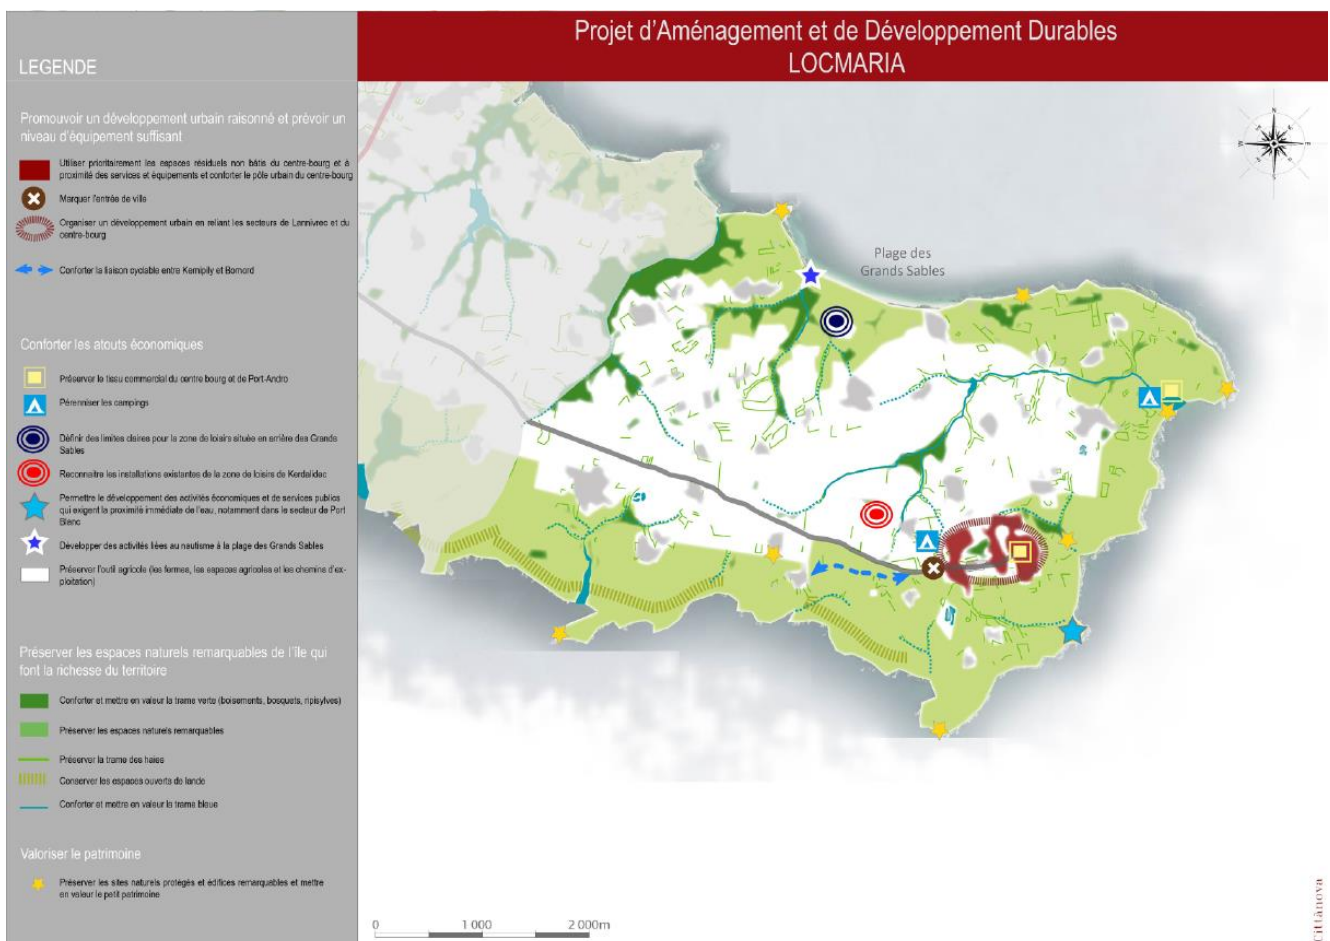 Projet d'Aménagement et de Développement Durables
LOCMARIA
LEGENDE
Promouvoir un développement urbain raisonné et prévoir un
niveau d'équipement suffisant
Utiliser prioritairement les espaces résiduels non bâtis du centre-bourg et à
proximité des services et équipements et conforter le pôle urbain du centre-bourg
Marquer l'entrée de ville
Organiser un développement urbain en reliant les secteurs de Lannivrec et du
centre-bourg
Conforter la liaison cyclable entre Kernipily et Bornord
Conforter les atouts économiques
Préserver le tissu commercial du centre bourg et de Port-Andro
Pérenniser les campings
Définir des limites claires pour la zone de loisirs située en arrière des Grands
Sables
Reconnaitre les installations existantes de la zone de loisirs de Kerdalidec
Permettre le développement des activités économiques et de services publics
qui exigent la proximité immédiate de l'eau, notamment dans le secteur de Port
Blanc
Développer des activités liées au nautisme à la plage des Grands Sables
Préserver l'outil agricole (les fermes, les espaces agricoles et les chemins d'ex-
ploitation)
Préserver les espaces naturels remarquables de l'île qui
font la richesse du territoire
Conforter et mettre en valeur la trame verte (boisements, bosquets, ripisylves)
Préserver les espaces naturels remarquables
Préserver la trame des haies
Conserver les espaces ouverts de lande
Conforter et mettre en valeur la trame bleue
Valoriser le patrimoine
Préserver les sites naturels protégés et édifices remarquables et mettre
en valeur le petit patrimoine
Plage des
Grands Sables
N
E
S
0 1 000 2 000m
Cittànova